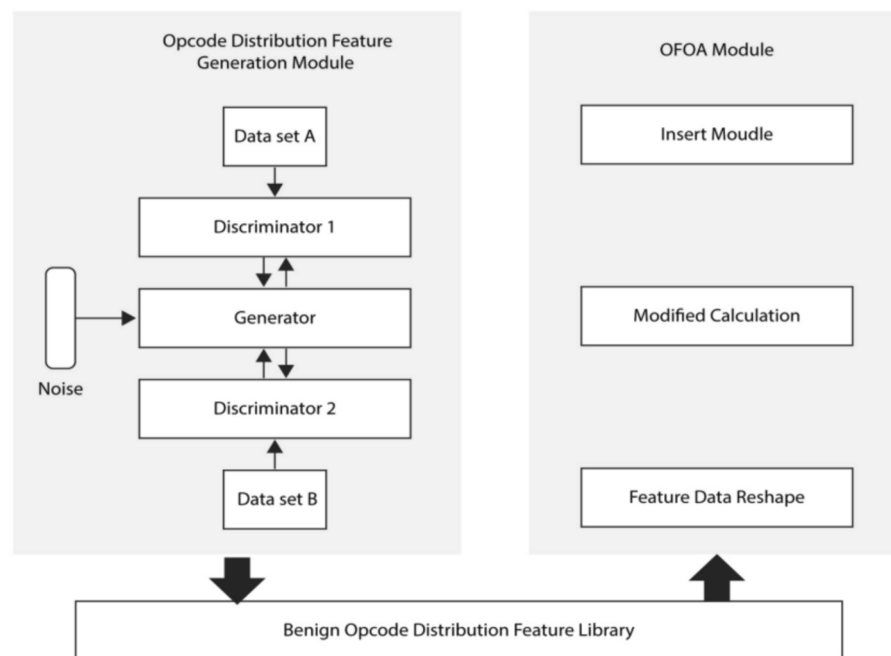 Opcode Distribution Feature
Generation Module
Data set A
Discriminator 1
Generator
Noise
Discriminator 2
Data set B
OFOA Module
Insert Moudle
Modified Calculation
Feature Data Reshape
Benign Opcode Distribution Feature Library